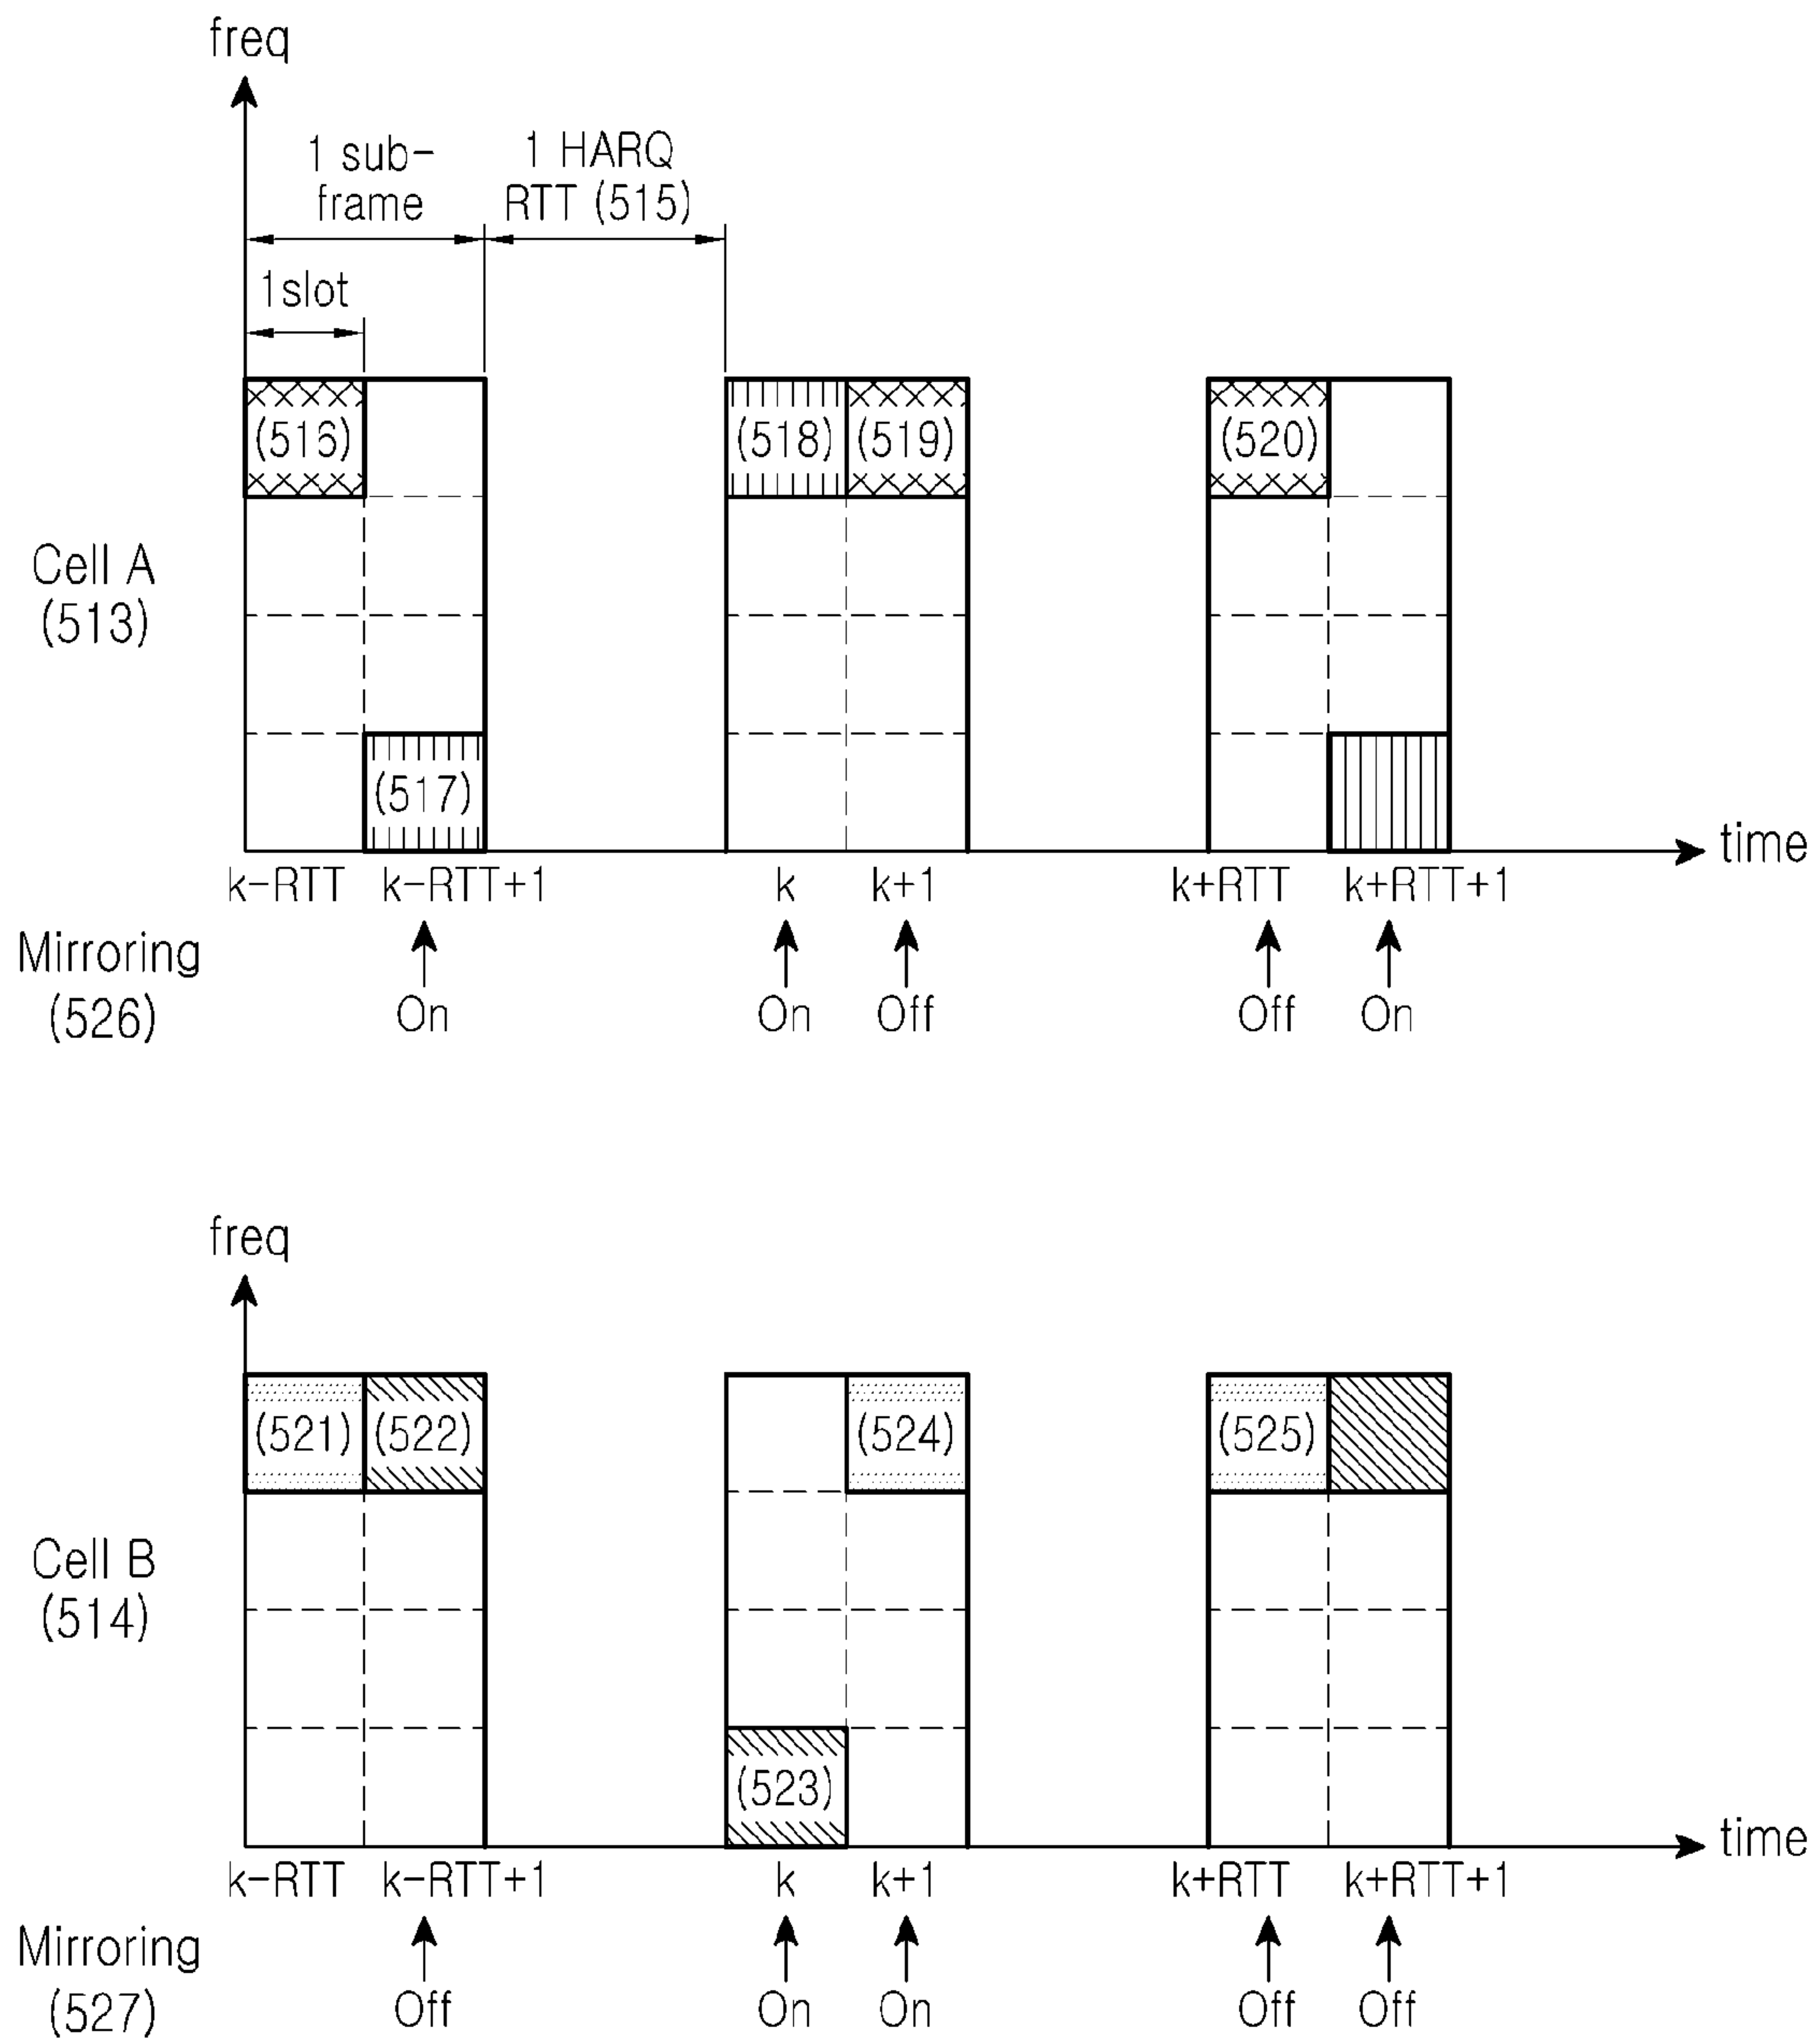 freq
1 sub-
frame
1 HARQ
RTT (515)
1slot
(516)
(518)
(519)
(520)
Cell A
(513)
(517)
time
k-RTT
k-RTT+1
k
k+1
k+RTT
k+RTT+1
Mirroring
(526)
On
On
Off
Off
On
freq
(521)
(522)
(524)
(525)
Cell B
(514)
(523)
time
k-RTT
k-RTT+1
k
k+1
k+RTT
k+RTT+1
Mirroring
(527)
Off
On
On
Off
Off